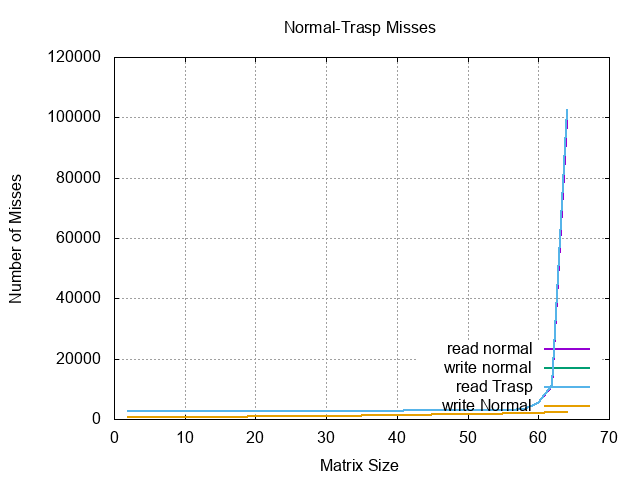 Normal-Trasp Misses
120000
100000
80000
60000
40000
20000
0
Number of Misses
read normal
write normal
read Trasp
write Normal
0 10 20 30 40 50 60 70
Matrix Size